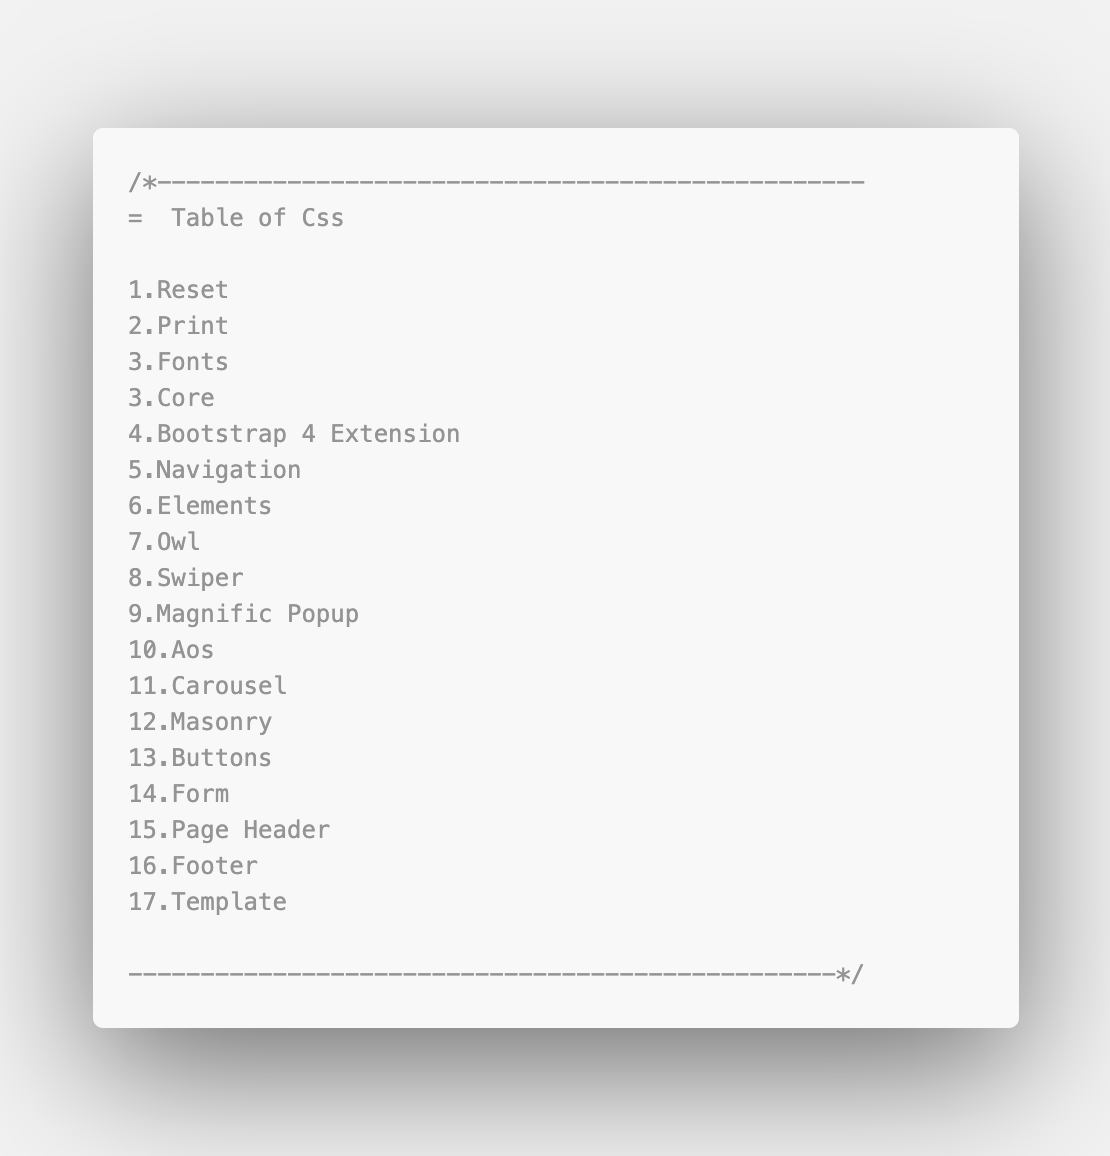 /*-------------------------------------------------
=  Table of Css
1.Reset
2.Print
3.Fonts
3.Core
4.Bootstrap 4 Extension
5.Navigation
6.Elements
7.Owl
8.Swiper
9.Magnific Popup
10.Aos
11.Carousel
12.Masonry
13.Buttons
14.Form
15.Page Header
16.Footer
17.Template
-------------------------------------------------*/